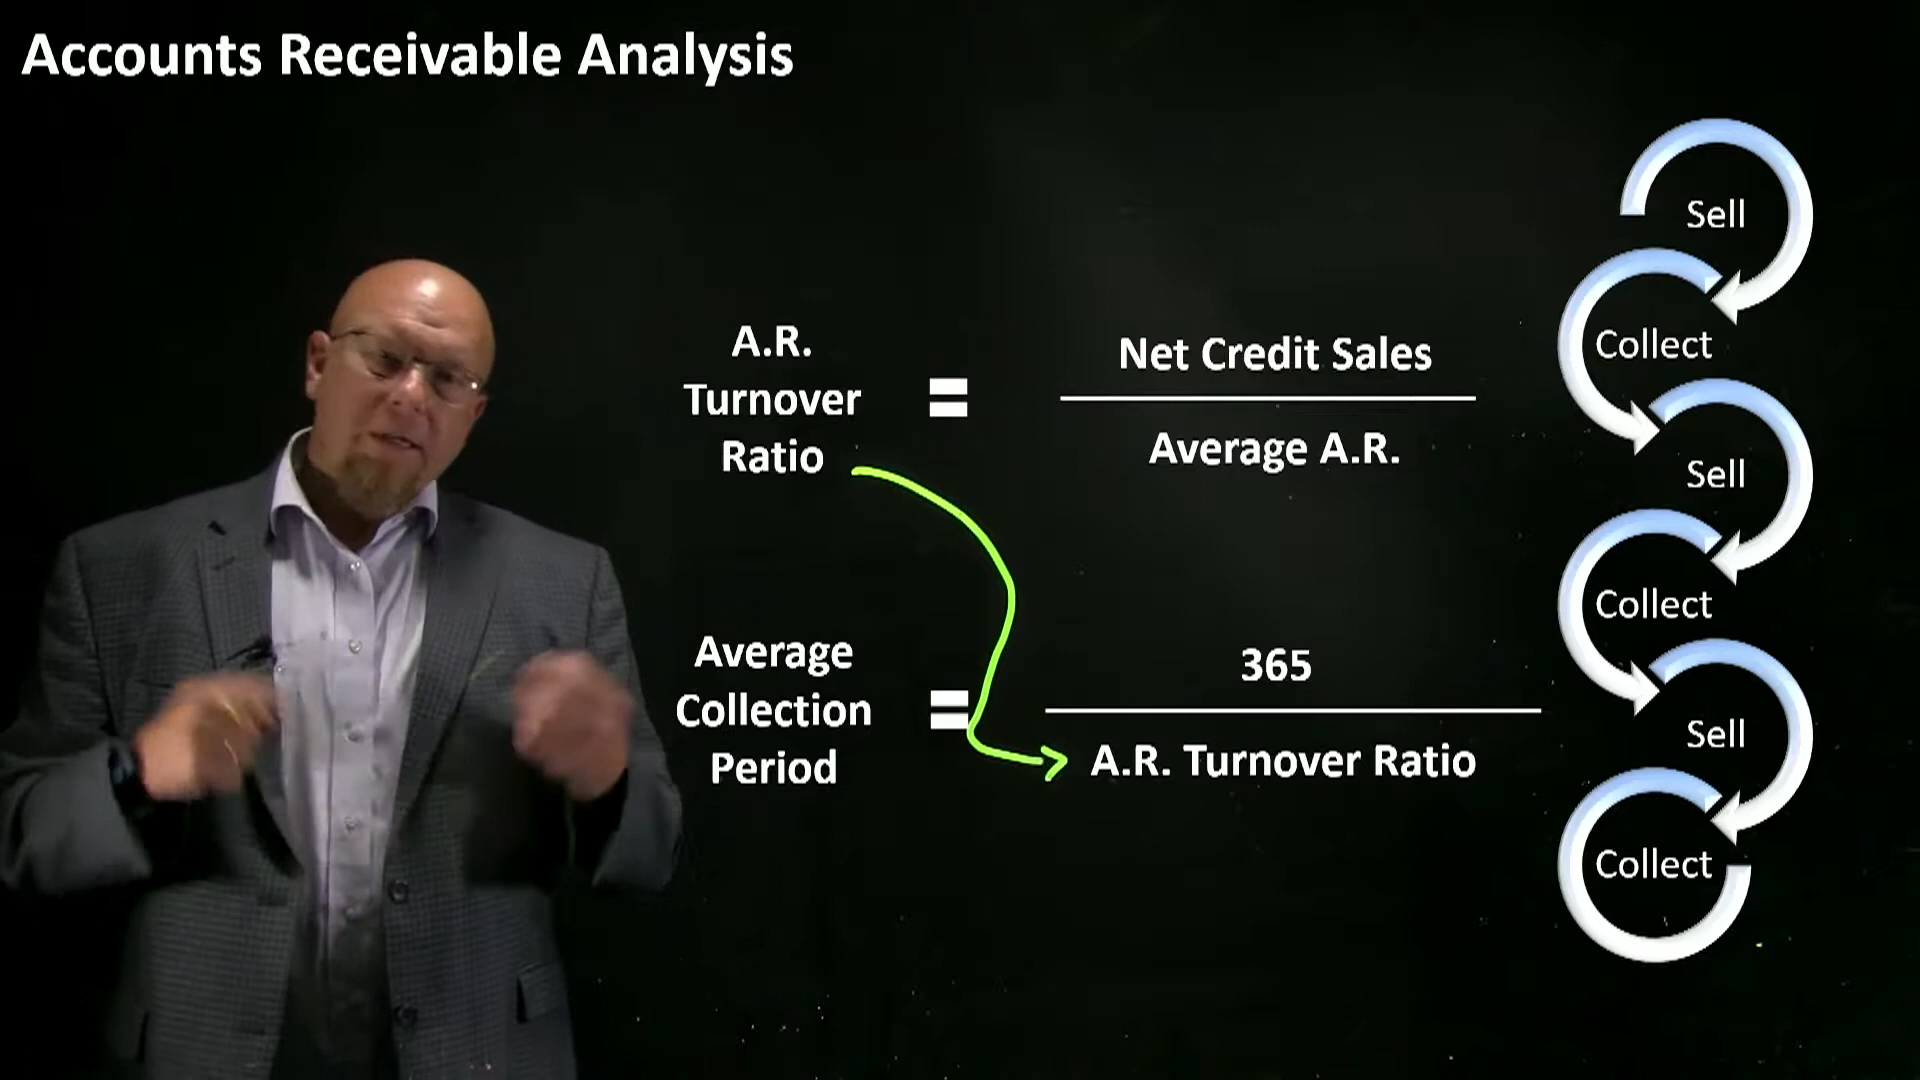 Accounts Receivable Analysis
A.R.
Turnover
Ratio
=
Net Credit Sales
Average A.R.
Average
Collection
Period
=
365
A.R. Turnover Ratio
Sell
Collect
Sell
Collect
Sell
Collect